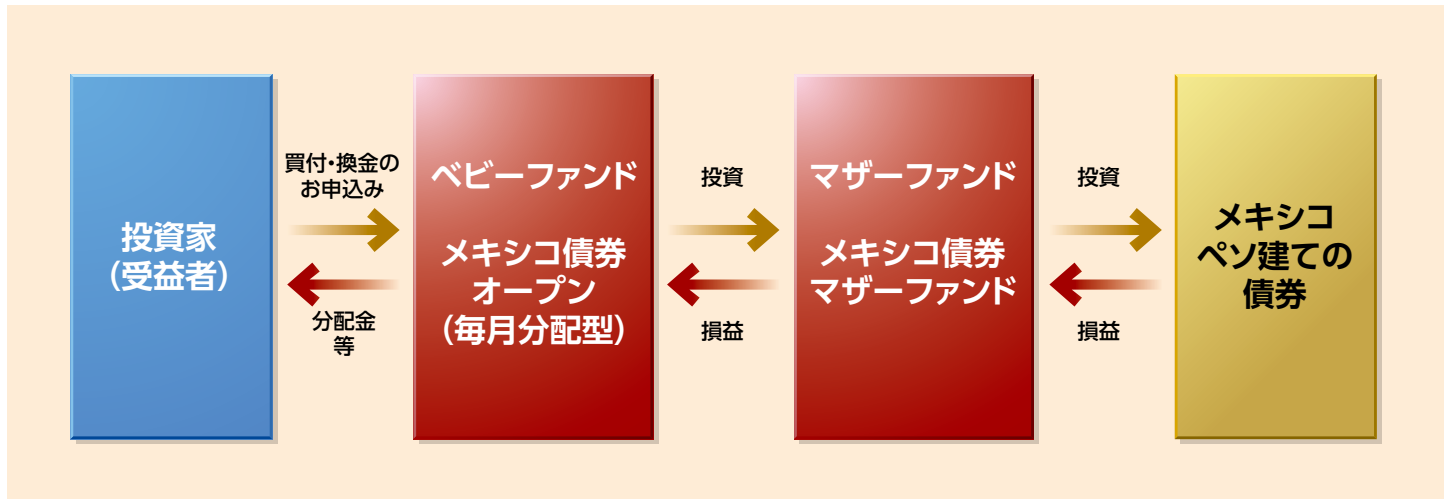 投資家
(受益者)
買付・換金の
お申込み
分配金
等
ベビーファンド
メキシコ債券
オープン
(毎月分配型)
投資
損益
マザーファンド
メキシコ債券
マザーファンド
投資
損益
メキシコ
ペソ建ての
債券